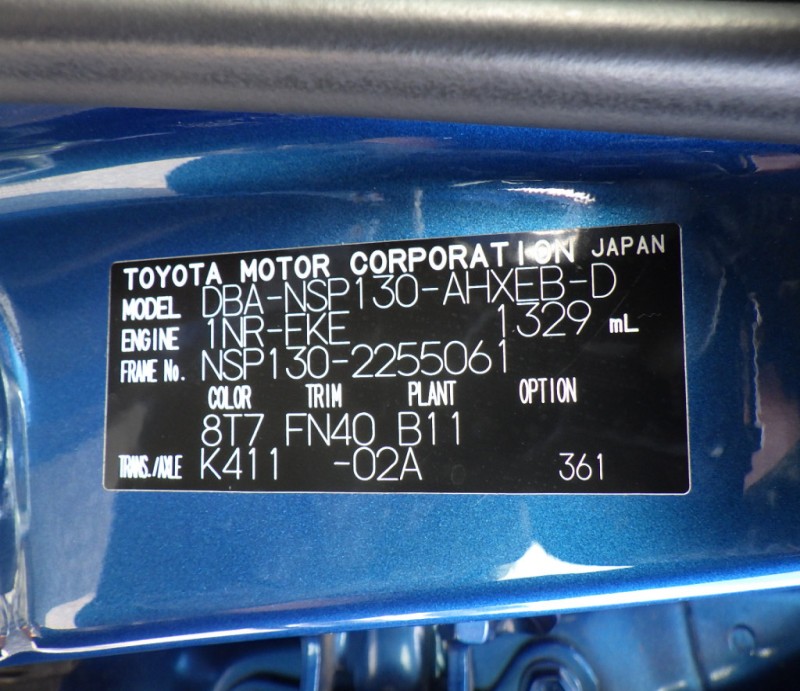 TOYOTA MOTOR CORPORATION JAPAN
MODEL DBA-NSP130-AHXEB-D
ENGINE 1NR-FKE 1329 mL
FRAME No. NSP130-2255061
COLOR TRIM PLANT OPTION
8T7 FN40 B11
TRANS./AXLE K411 -02A 361